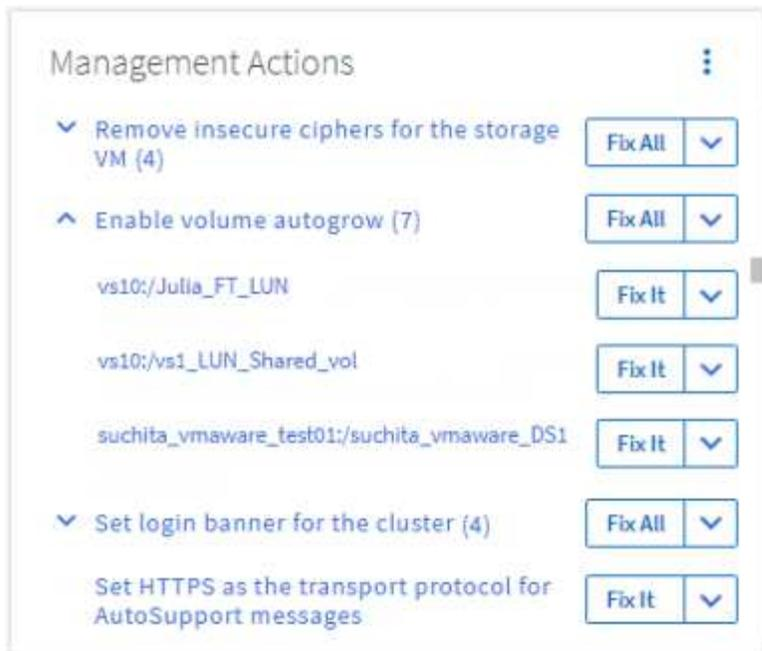 Management Actions
Remove insecure ciphers for the storage
VM (4)
Fix All
Enable volume autogrow (7)
Fix All
vs10:/Julia_FT_LUN
Fix It
vs10:/vs1_LUN_Shared_vol
Fix It
suchita_vmaware_test01:/suchita_vmaware_DS1
Fix It
Set login banner for the cluster (4)
Fix All
Set HTTPS as the transport protocol for
AutoSupport messages
Fix It